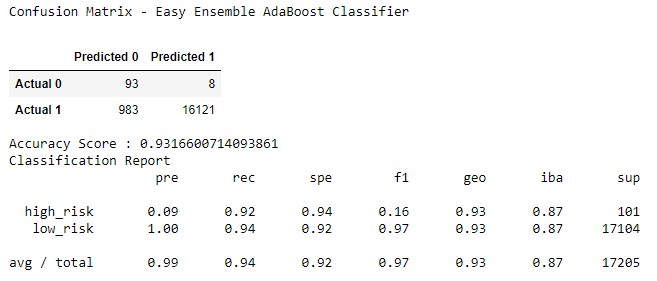 Confusion Matrix - Easy Ensemble AdaBoost Classifier
Predicted 0 Predicted 1
Actual 0 93 8
Actual 1 983 16121
Accuracy Score : 0.9316600714093861
Classification Report
pre rec spe f1 geo iba sup
high_risk 0.09 0.92 0.94 0.16 0.93 0.87 101
low_risk 1.00 0.94 0.92 0.97 0.93 0.87 17104
avg / total 0.99 0.94 0.92 0.97 0.93 0.87 17205